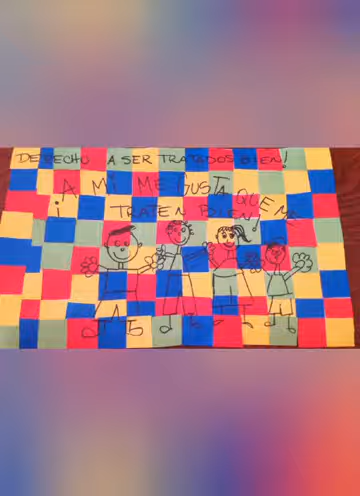 DERECHO A SER TRATADOS BIEN!
¡A MI ME GUSTA QUE ME
¡ TRATEN BIEN!